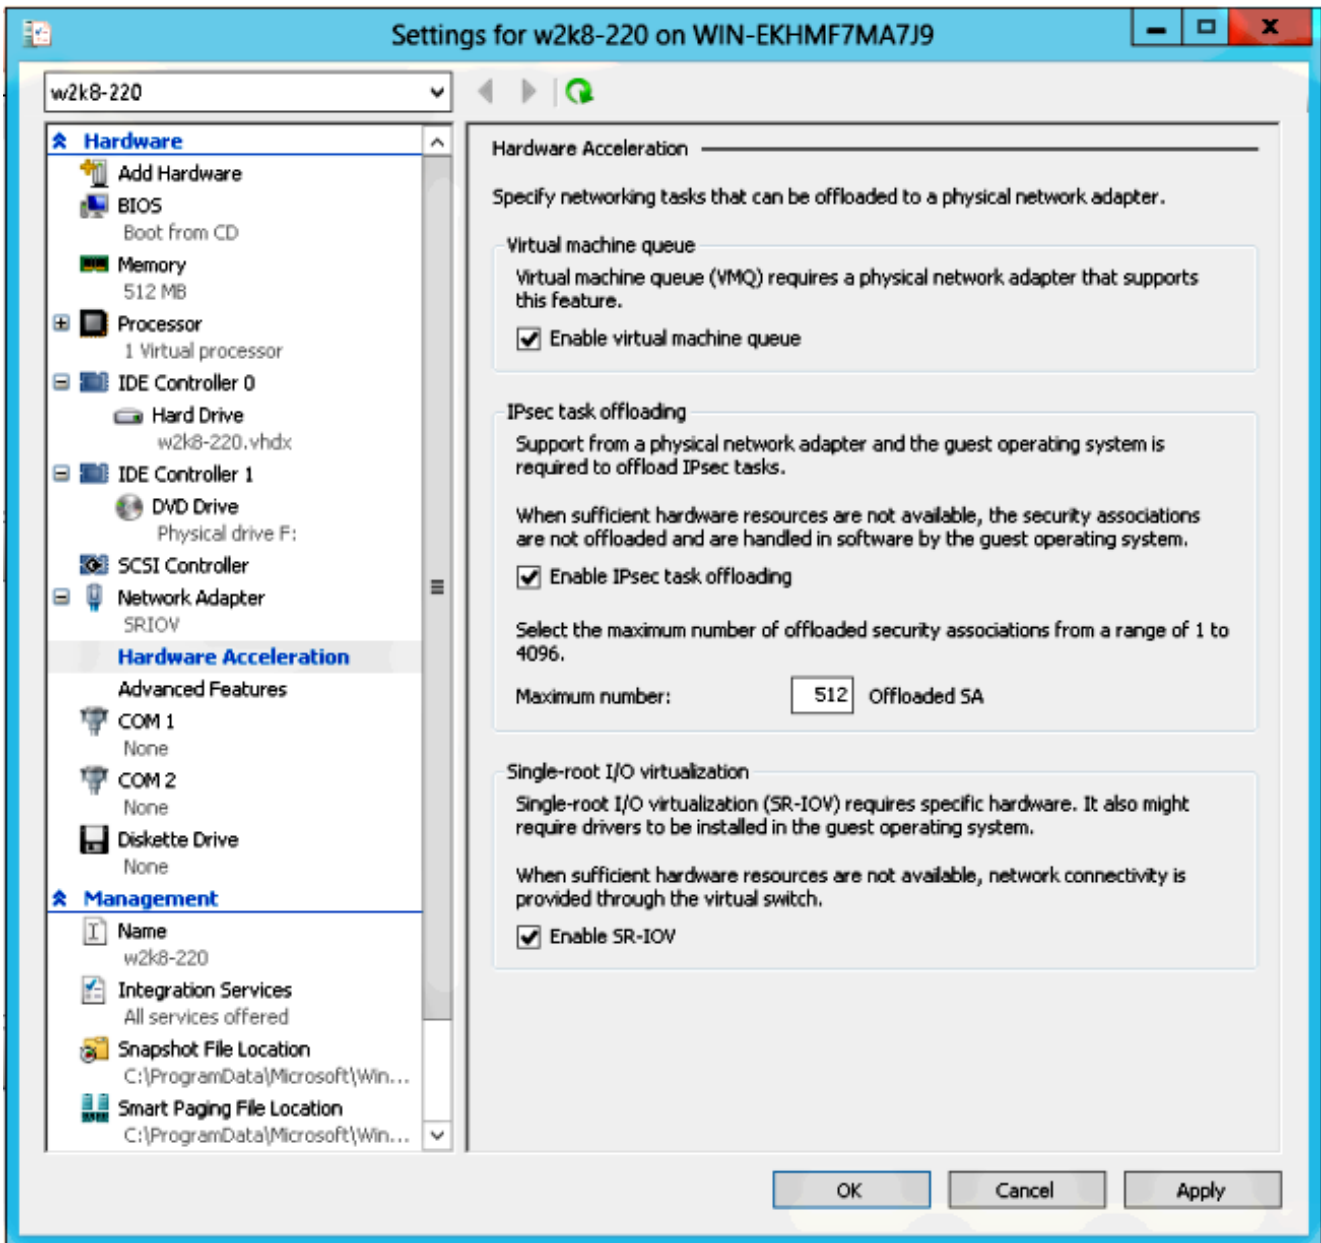 Settings for w2k8-220 on WIN-EKHMF7MA7J9
w2k8-220
Hardware
Add Hardware
BIOS
Boot from CD
Memory
512 MB
Processor
1 Virtual processor
IDE Controller 0
Hard Drive
w2k8-220.vhdx
IDE Controller 1
DVD Drive
Physical drive F:
SCSI Controller
Network Adapter
SRIOV
Hardware Acceleration
Advanced Features
COM 1
None
COM 2
None
Diskette Drive
None
Management
Name
w2k8-220
Integration Services
All services offered
Snapshot File Location
C:\ProgramData\Microsoft\Win...
Smart Paging File Location
C:\ProgramData\Microsoft\Win...
Hardware Acceleration
Specify networking tasks that can be offloaded to a physical network adapter.
Virtual machine queue
Virtual machine queue (VMQ) requires a physical network adapter that supports
this feature.
Enable virtual machine queue
IPsec task offloading
Support from a physical network adapter and the guest operating system is
required to offload IPsec tasks.
When sufficient hardware resources are not available, the security associations
are not offloaded and are handled in software by the guest operating system.
Enable IPsec task offloading
Select the maximum number of offloaded security associations from a range of 1 to
4096.
Maximum number: 512 Offloaded SA
Single-root I/O virtualization
Single-root I/O virtualization (SR-IOV) requires specific hardware. It also might
require drivers to be installed in the guest operating system.
When sufficient hardware resources are not available, network connectivity is
provided through the virtual switch.
Enable SR-IOV
OK Cancel Apply